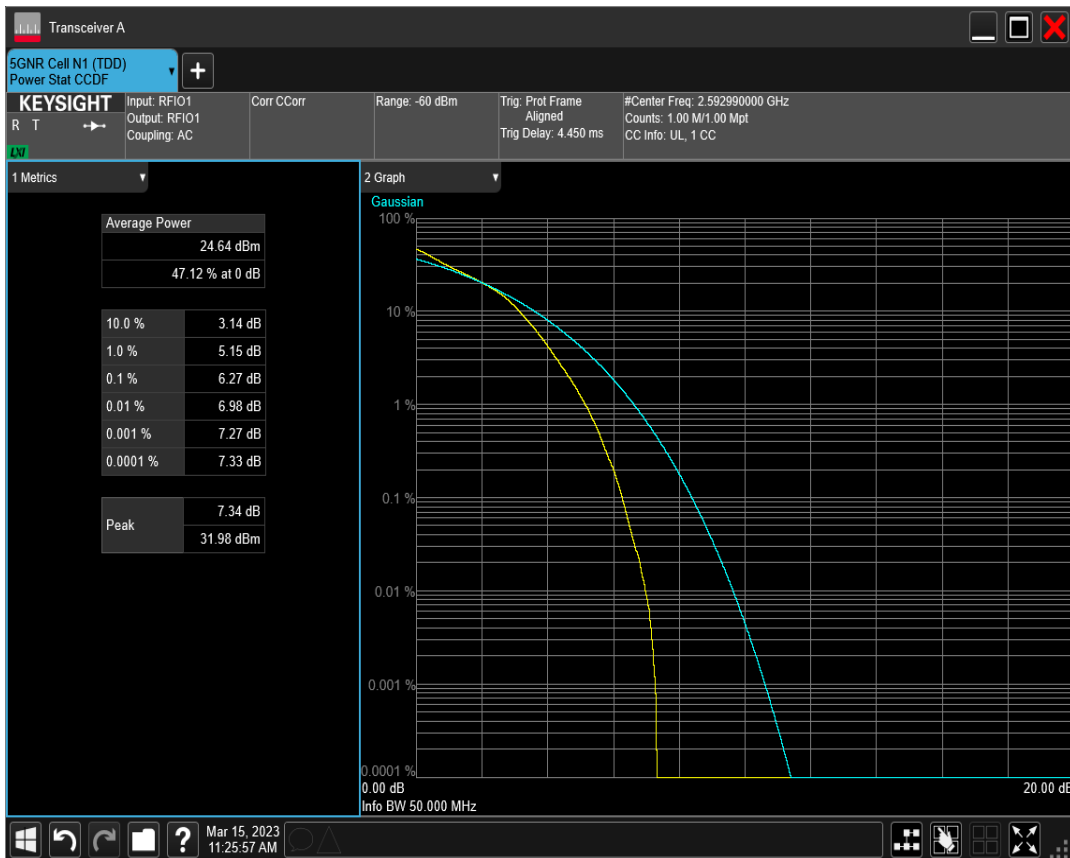 Transceiver A
5GNR Cell N1 (TDD)
Power Stat CCDF
KEYSIGHT
R T
LXI
Input: RFIO1
Output: RFIO1
Coupling: AC
Corr CCorr
Range: -60 dBm
Trig: Prot Frame
Aligned
Trig Delay: 4.450 ms
#Center Freq: 2.592990000 GHz
Counts: 1.00 M/1.00 Mpt
CC Info: UL, 1 CC
1 Metrics
Average Power
24.64 dBm
47.12 % at 0 dB
10.0 % 3.14 dB
1.0 % 5.15 dB
0.1 % 6.27 dB
0.01 % 6.98 dB
0.001 % 7.27 dB
0.0001 % 7.33 dB
Peak
7.34 dB
31.98 dBm
2 Graph
Gaussian
100 %
10 %
1 %
0.1 %
0.01 %
0.001 %
0.0001 %
0.00 dB
20.00 dB
Info BW 50.000 MHz
Mar 15, 2023
11:25:57 AM